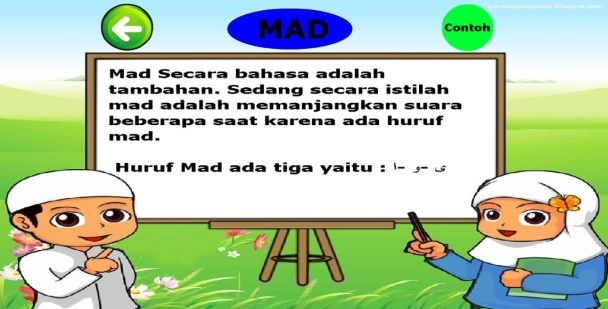 MAD
Contoh
Mad Secara bahasa adalah
tambahan. Sedang secara istilah
mad adalah memanjangkan suara
beberapa saat karena ada huruf
mad.
Huruf Mad ada tiga yaitu : ا- و- ي